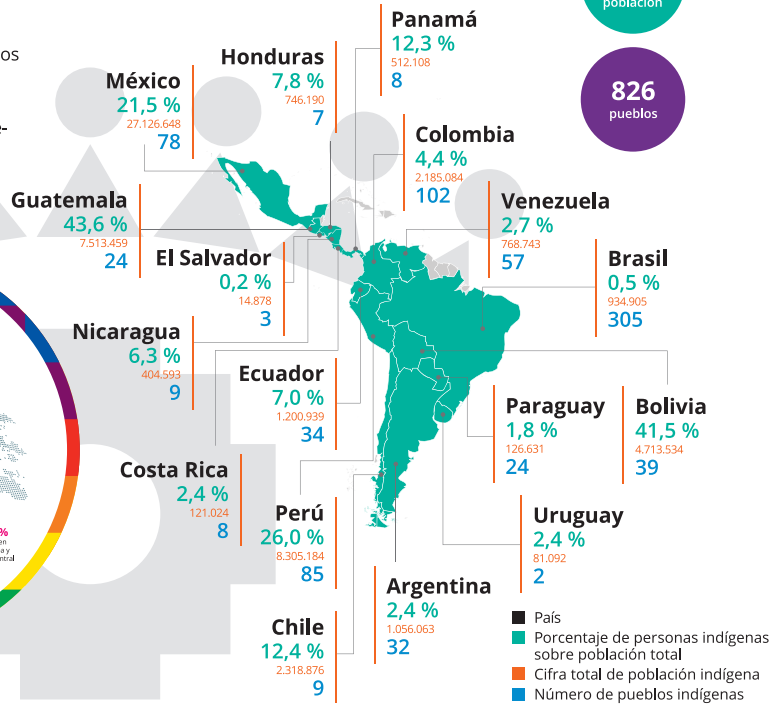 población
826
pueblos
os
e-
Panamá
12,3 %
512.108
8
Honduras
7,8 %
746.190
7
México
21,5 %
27.126.648
78
Colombia
4,4 %
2.185.084
102
Guatemala
43,6 %
7.513.459
24
Venezuela
2,7 %
768.743
57
El Salvador
0,2 %
14.878
3
Brasil
0,5 %
934.905
305
Nicaragua
6,3 %
404.593
9
Ecuador
7,0 %
1.200.939
34
Paraguay
1,8 %
126.631
24
Bolivia
41,5 %
4.713.534
39
Costa Rica
2,4 %
121.024
8
Perú
26,0 %
8.305.184
85
Uruguay
2,4 %
81.092
2
Argentina
2,4 %
1.056.063
32
Chile
12,4 %
2.318.876
9
%
en
a y
ntral
País
Porcentaje de personas indígenas
sobre población total
Cifra total de población indígena
Número de pueblos indígenas